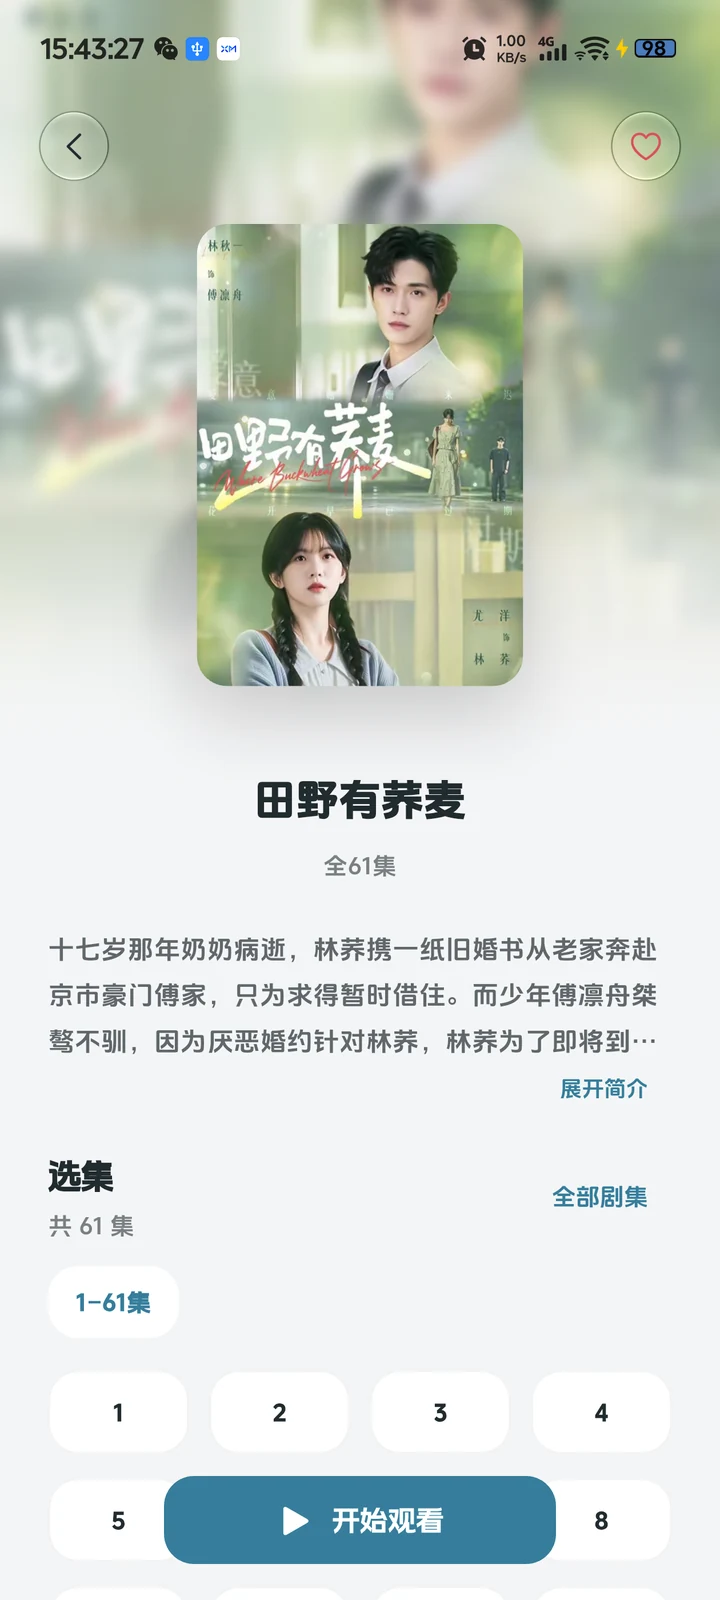 15:43:27
1.00
KB/s
4G
98
林秋一
饰
傅凛舟
田野有荞麦
Where Buckwheat Grows
尤洋
饰
林荞
田野有荞麦
全61集
十七岁那年奶奶病逝，林荞携一纸旧婚书从老家奔赴
京市豪门傅家，只为求得暂时借住。而少年傅凛舟桀
骜不驯，因为厌恶婚约针对林荞，林荞为了即将到…
展开简介
选集
全部剧集
共 61 集
1-61集
1
2
3
4
5
开始观看
8